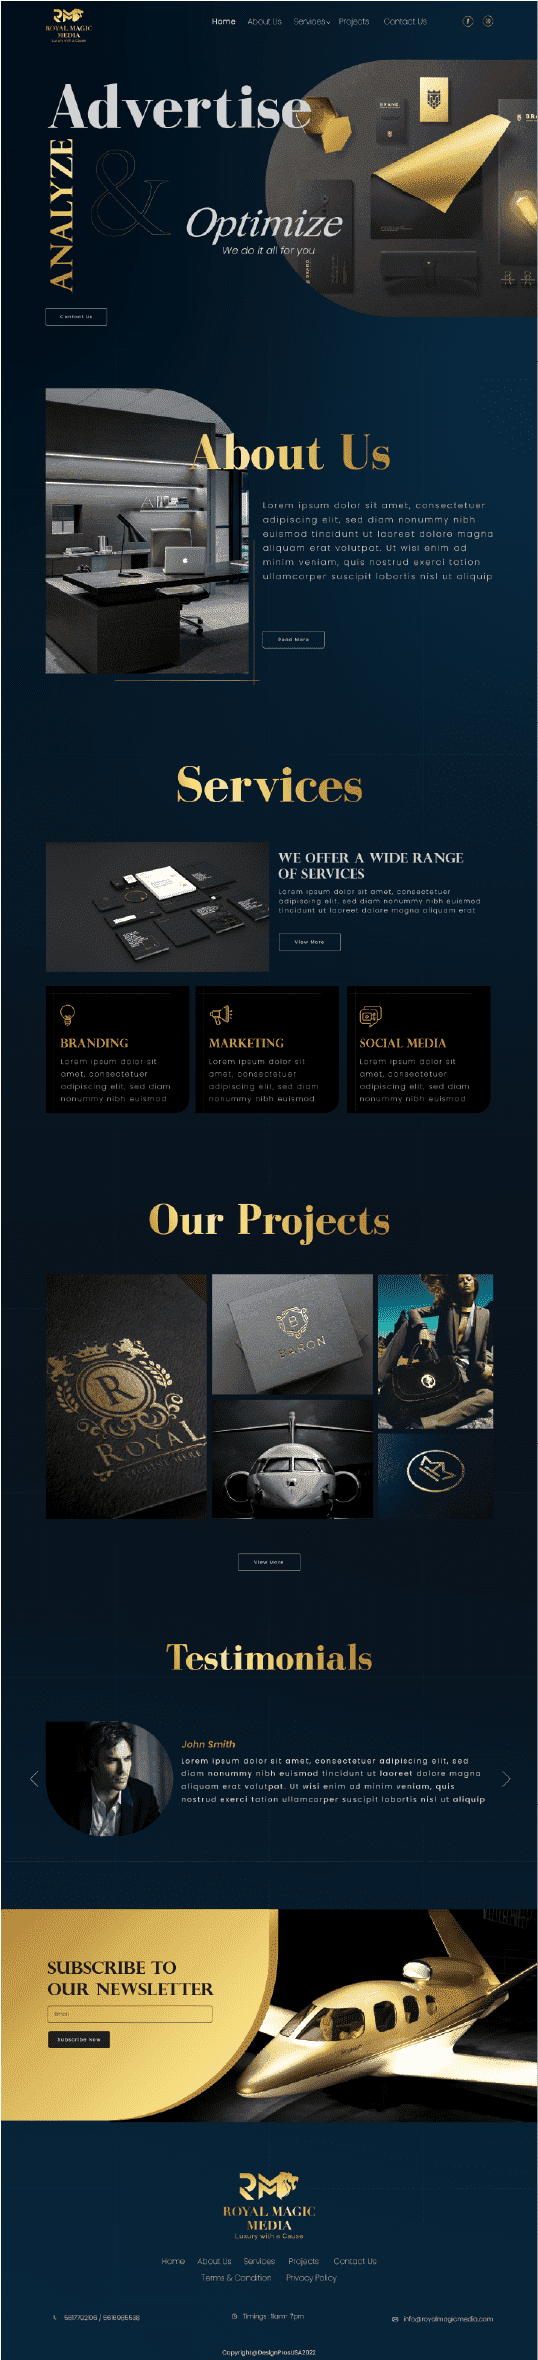 ROYAL MAGIC
MEDIA
Luxury with a Cause
Home About Us Services Projects Contact Us
Advertise
ANALYZE
&
Optimize
We do it all for you
BRAND
BRAND
Contact Us
About Us
Lorem ipsum dolor sit amet, consectetuer
adipiscing elit, sed diam nonummy nibh
euismod tincidunt ut laoreet dolore magna
aliquam erat volutpat. Ut wisi enim ad
minim veniam, quis nostrud exerci tation
ullamcorper suscipit lobortis nisl ut aliquip
Read More
Services
WE OFFER A WIDE RANGE
OF SERVICES
Lorem ipsum dolor sit amet, consectetuer
adipiscing elit, sed diam nonummy nibh euismod
tincidunt ut laoreet dolore magna aliquam erat
View More
BRANDING
Lorem ipsum dolor sit
amet, consectetuer
adipiscing elit, sed diam
nonummy nibh euismod
MARKETING
Lorem ipsum dolor sit
amet, consectetuer
adipiscing elit, sed diam
nonummy nibh euismod
SOCIAL MEDIA
Lorem ipsum dolor sit
amet, consectetuer
adipiscing elit, sed diam
nonummy nibh euismod
Our Projects
R
ROYAL
B
BARON
View More
Testimonials
John Smith
Lorem ipsum dolor sit amet, consectetuer adipiscing elit, sed
diam nonummy nibh euismod tincidunt ut laoreet dolore magna
aliquam erat volutpat. Ut wisi enim ad minim veniam, quis
nostrud exerci tation ullamcorper suscipit lobortis nisl ut aliquip
SUBSCRIBE TO
OUR NEWSLETTER
Email
Subscribe Now
RM
ROYAL MAGIC
MEDIA
Luxury with a Cause
Home About Us Services Projects Contact Us
Terms & Condition Privacy Policy
Timings: 11am- 7pm
info@royalmagicmedia.com
Copyright@DesignProsUSA2022